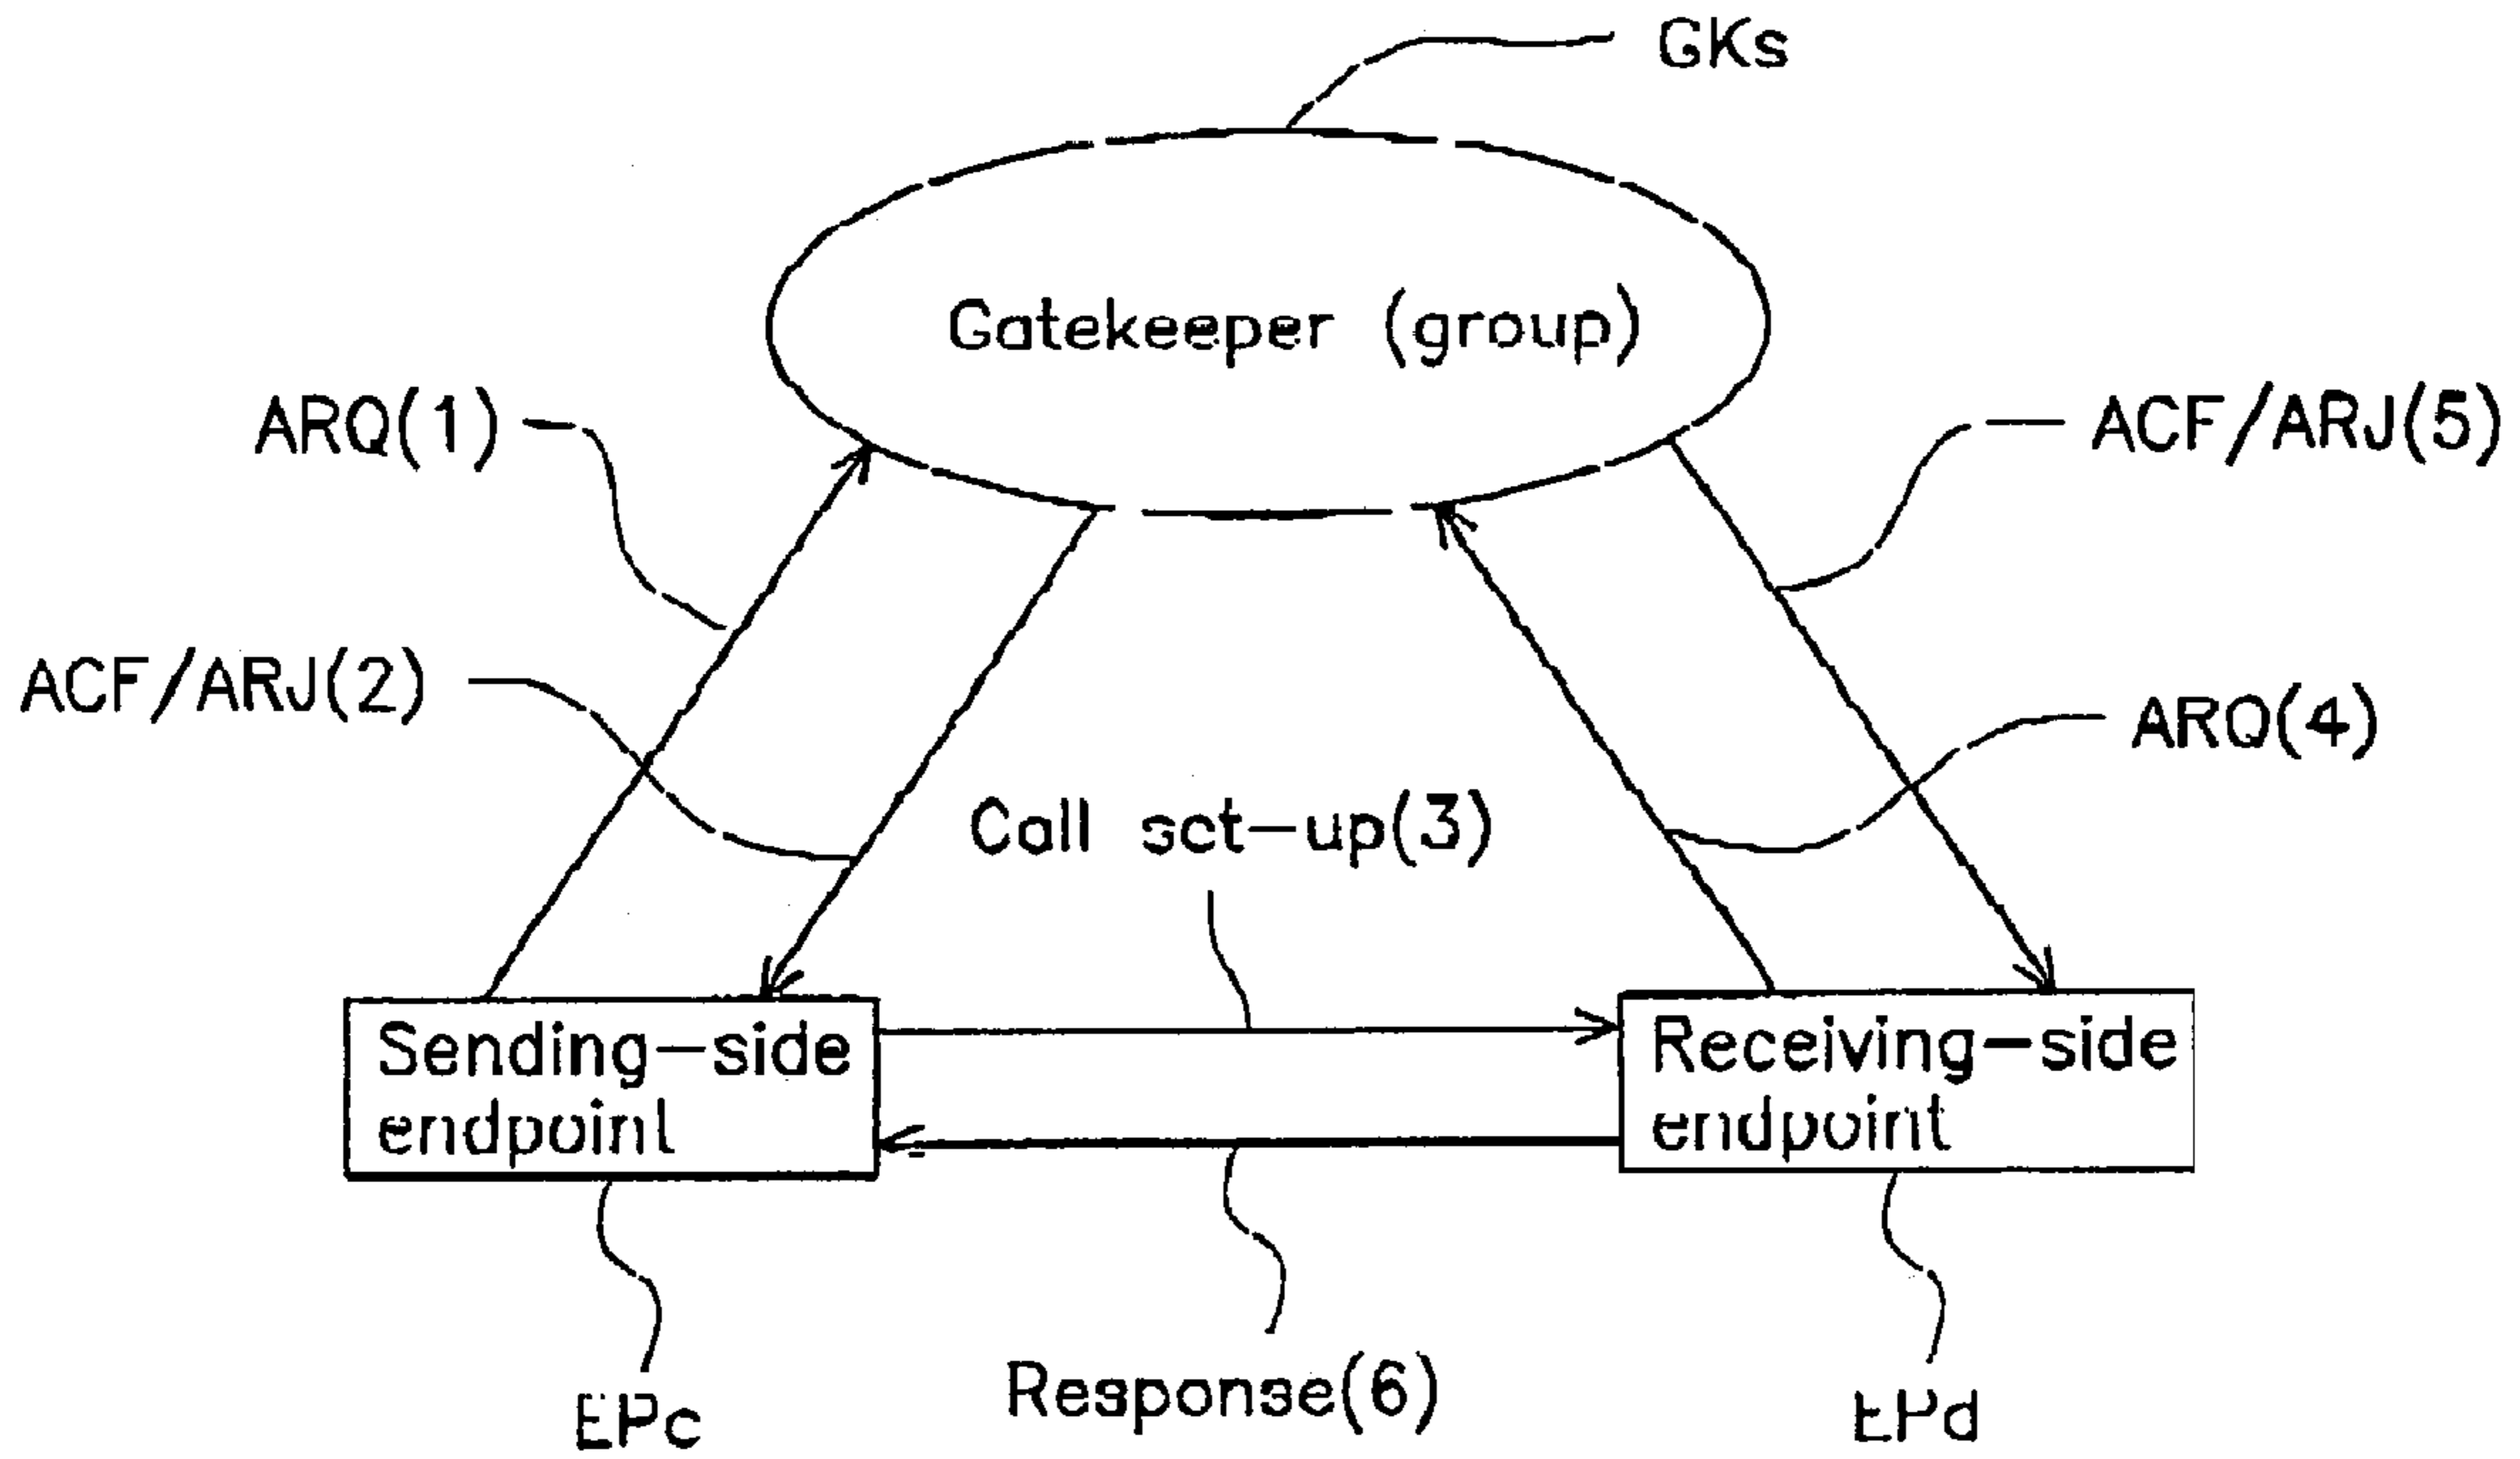 GKs
Gatekeeper (group)
ARQ(1)
ACF/ARJ(5)
ACF/ARJ(2)
ARQ(4)
Call set-up(3)
Sending-side
endpoint
Receiving-side
endpoint
Response(6)
EPc
EPd